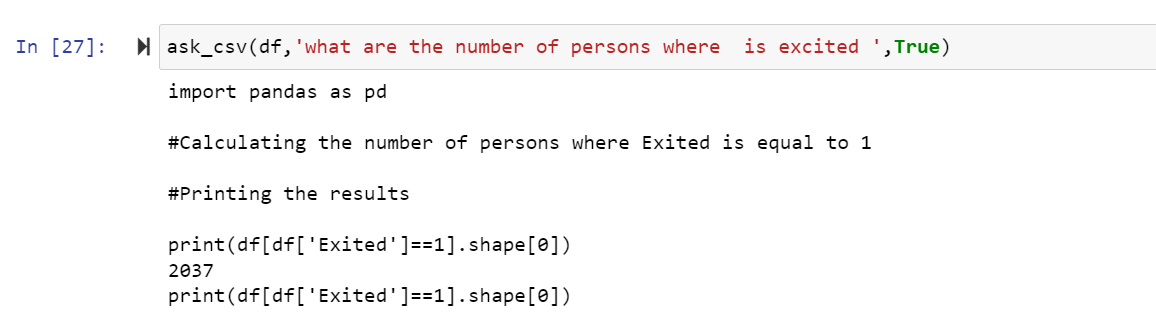 In [27]: ask_csv(df,'what are the number of persons where  is excited ',True)
import pandas as pd
#Calculating the number of persons where Exited is equal to 1
#Printing the results
print(df[df['Exited']==1].shape[0])
2037
print(df[df['Exited']==1].shape[0])